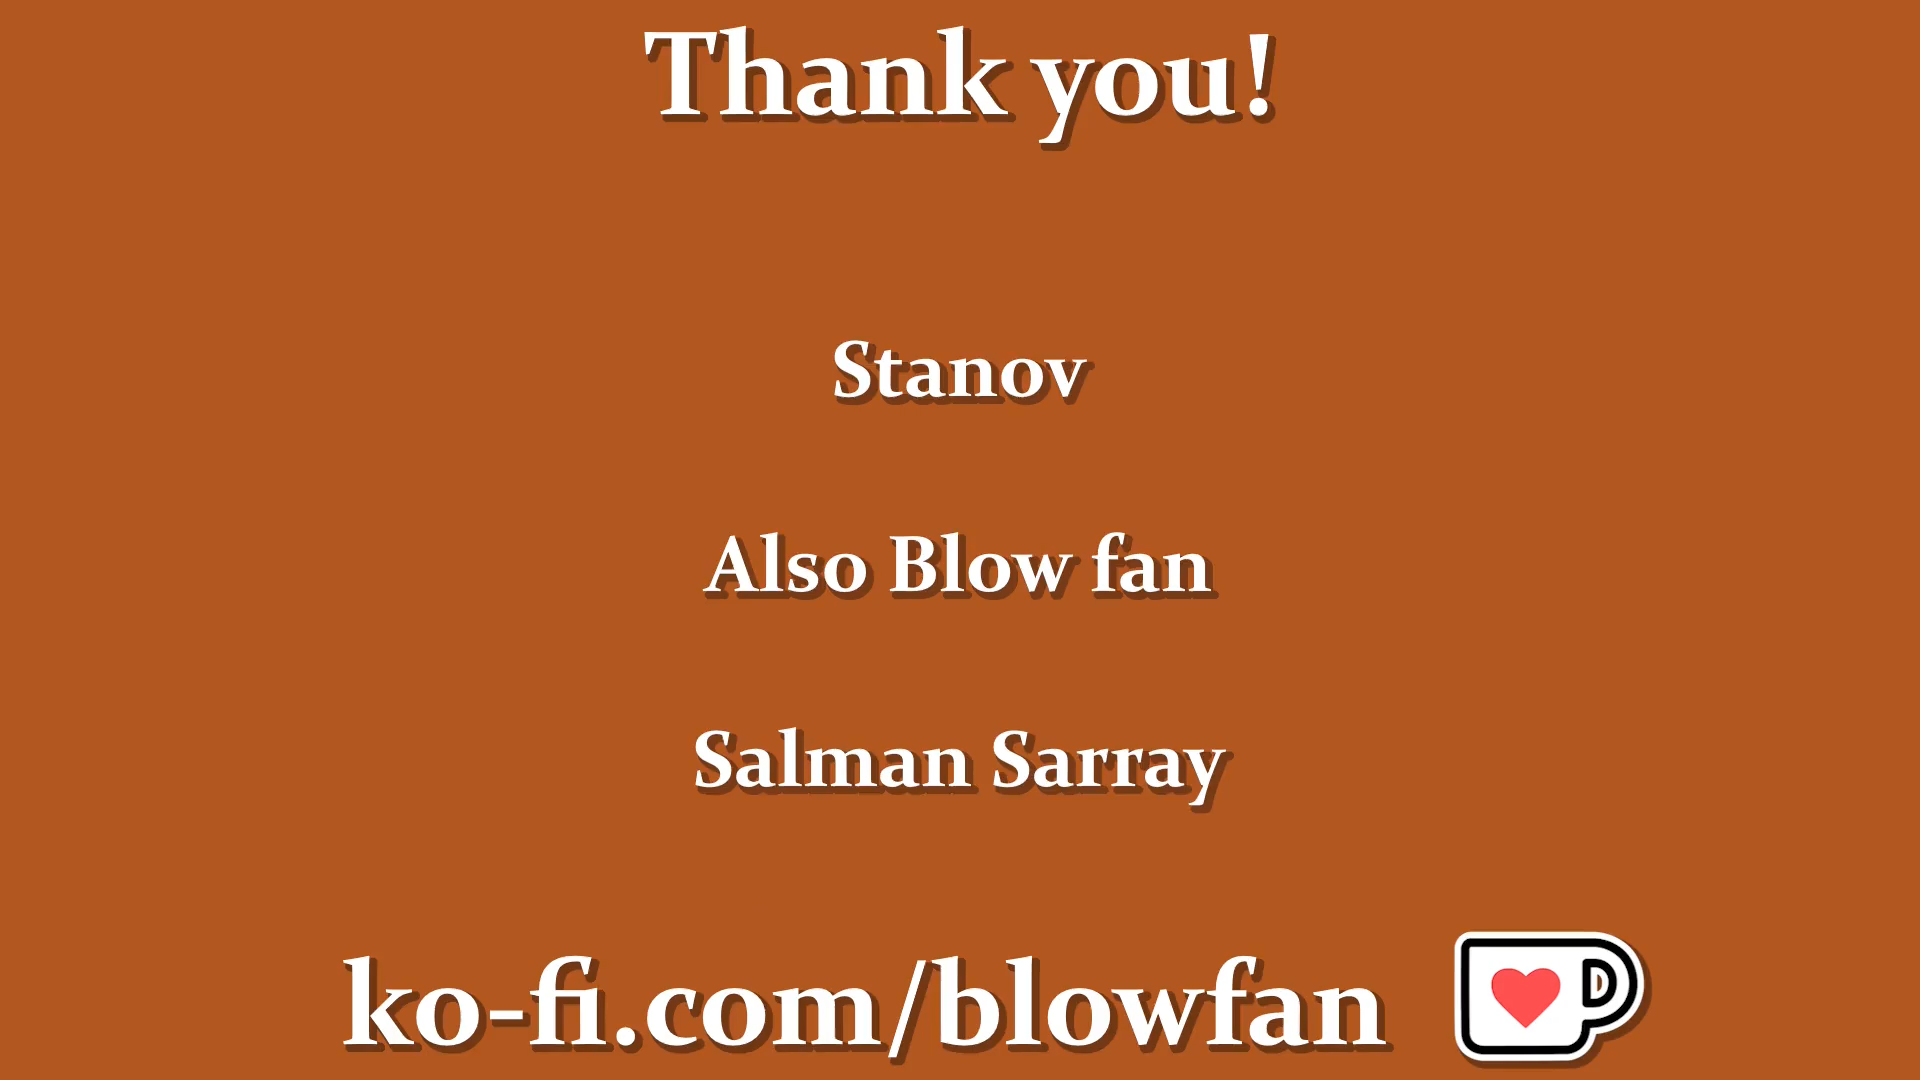 Thank you!
Stanov
Also Blow fan
Salman Sarray
ko-fi.com/blowfan